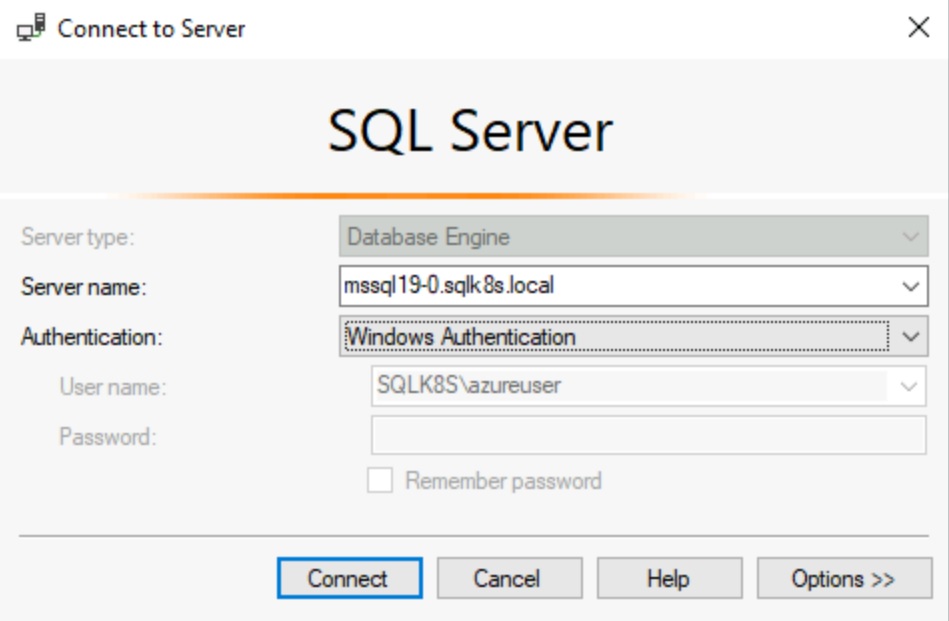 Connect to Server
SQL Server
Server type: Database Engine
Server name: mssql19-0.sqlk8s.local
Authentication: Windows Authentication
User name: SQLK8S\azureuser
Password:
Remember password
Connect Cancel Help Options >>